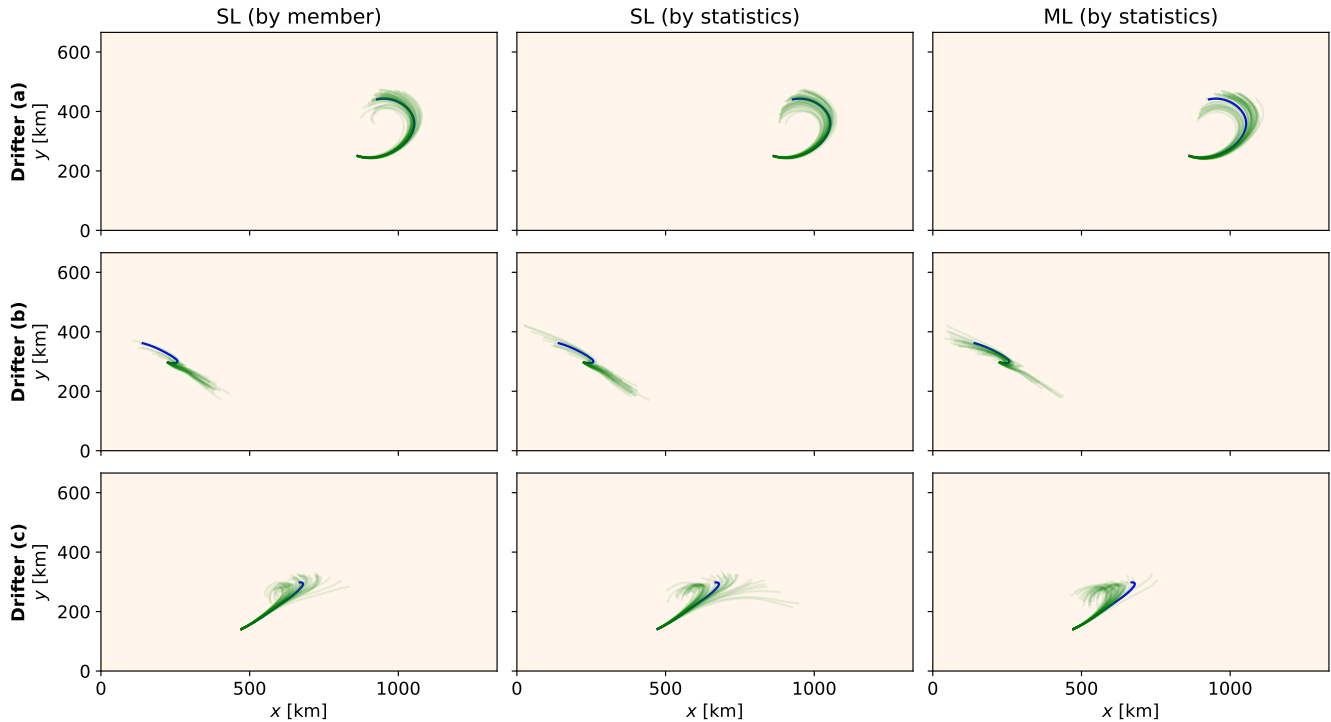 SL (by member)
SL (by statistics)
ML (by statistics)
Drifter (a)
y [km]
600
400
200
0
Drifter (b)
y [km]
600
400
200
0
Drifter (c)
y [km]
600
400
200
0
0 500 1000
0 500 1000
0 500 1000
x [km]
x [km]
x [km]